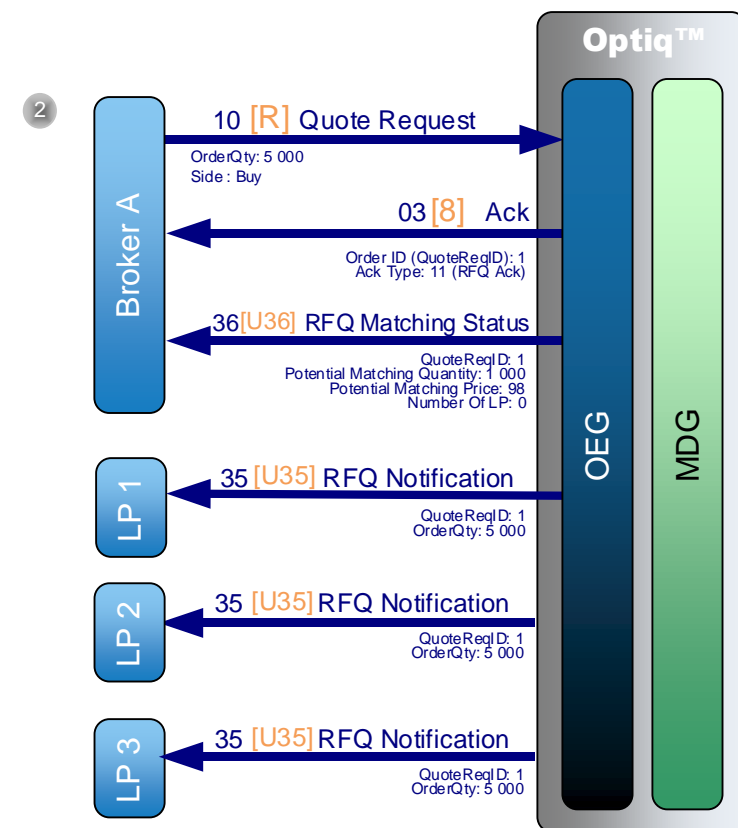 Optiq™
2
Broker A
10 [R] Quote Request
OrderQty: 5 000
Side : Buy
03 [8] Ack
Order ID (QuoteReqID): 1
Ack Type: 11 (RFQ Ack)
36 [U36] RFQ Matching Status
QuoteReqID: 1
Potential Matching Quantity: 1 000
Potential Matching Price: 98
Number Of LP: 0
OEG
MDG
LP 1
35 [U35] RFQ Notification
QuoteReqID: 1
OrderQty: 5 000
LP 2
35 [U35] RFQ Notification
QuoteReqID: 1
OrderQty: 5 000
LP 3
35 [U35] RFQ Notification
QuoteReqID: 1
OrderQty: 5 000